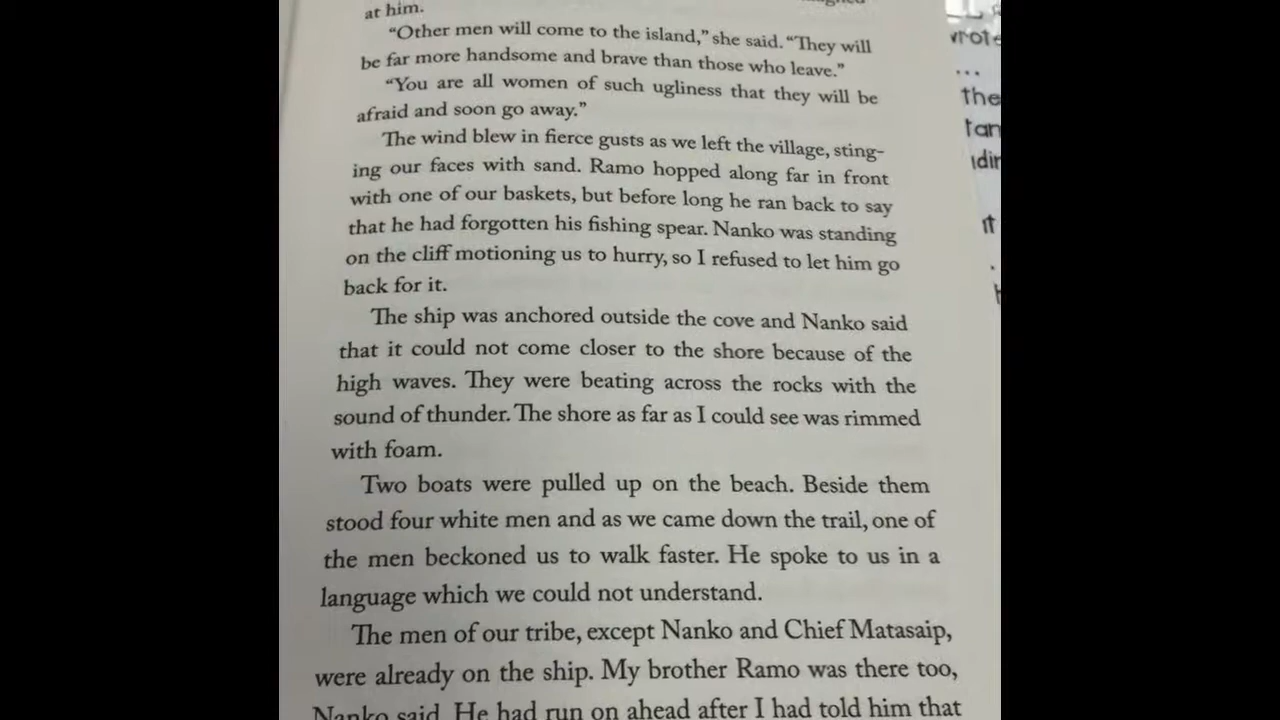 at him.
“Other men will come to the island,” she said. “They will
be far more handsome and brave than those who leave.”
“You are all women of such ugliness that they will be
afraid and soon go away.”
The wind blew in fierce gusts as we left the village, sting-
ing our faces with sand. Ramo hopped along far in front
with one of our baskets, but before long he ran back to say
that he had forgotten his fishing spear. Nanko was standing
on the cliff motioning us to hurry, so I refused to let him go
back for it.
The ship was anchored outside the cove and Nanko said
that it could not come closer to the shore because of the
high waves. They were beating across the rocks with the
sound of thunder. The shore as far as I could see was rimmed
with foam.
Two boats were pulled up on the beach. Beside them
stood four white men and as we came down the trail, one of
the men beckoned us to walk faster. He spoke to us in a
language which we could not understand.
The men of our tribe, except Nanko and Chief Matasaip,
were already on the ship. My brother Ramo was there too,
Nanko said. He had run on ahead after I had told him that
...
the